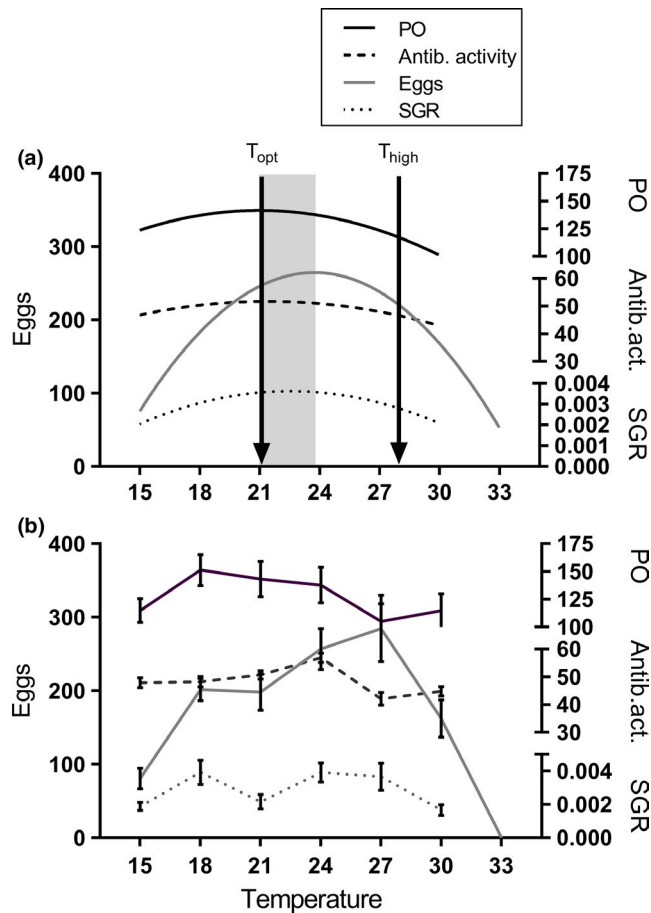 PO
Antib. activity
Eggs
SGR
(a)
Topt
Thigh
400
300
200
100
0
Eggs
175
150
125
100
PO
60
50
40
30
Antib.act.
0.004
0.003
0.002
0.001
0.000
SGR
15 18 21 24 27 30 33
(b)
400
300
200
100
0
Eggs
175
150
125
100
PO
60
50
40
30
Antib.act.
0.004
0.002
0.000
SGR
15 18 21 24 27 30 33
Temperature